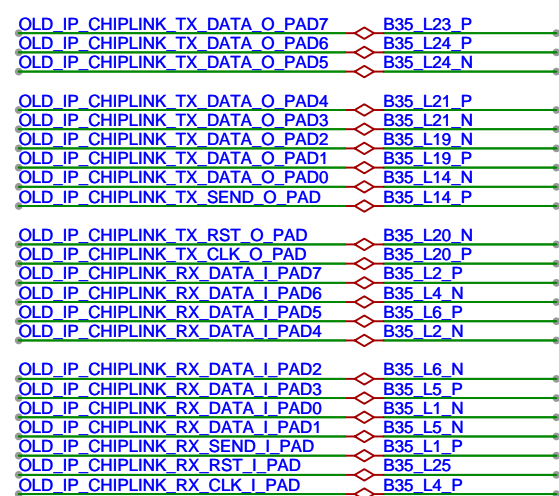 OLD_IP_CHIPLINK_TX_DATA_O_PAD7 B35_L23_P
OLD_IP_CHIPLINK_TX_DATA_O_PAD6 B35_L24_P
OLD_IP_CHIPLINK_TX_DATA_O_PAD5 B35_L24_N
OLD_IP_CHIPLINK_TX_DATA_O_PAD4 B35_L21_P
OLD_IP_CHIPLINK_TX_DATA_O_PAD3 B35_L21_N
OLD_IP_CHIPLINK_TX_DATA_O_PAD2 B35_L19_N
OLD_IP_CHIPLINK_TX_DATA_O_PAD1 B35_L19_P
OLD_IP_CHIPLINK_TX_DATA_O_PAD0 B35_L14_N
OLD_IP_CHIPLINK_TX_SEND_O_PAD B35_L14_P
OLD_IP_CHIPLINK_TX_RST_O_PAD B35_L20_N
OLD_IP_CHIPLINK_TX_CLK_O_PAD B35_L20_P
OLD_IP_CHIPLINK_RX_DATA_I_PAD7 B35_L2_P
OLD_IP_CHIPLINK_RX_DATA_I_PAD6 B35_L4_N
OLD_IP_CHIPLINK_RX_DATA_I_PAD5 B35_L6_P
OLD_IP_CHIPLINK_RX_DATA_I_PAD4 B35_L2_N
OLD_IP_CHIPLINK_RX_DATA_I_PAD2 B35_L6_N
OLD_IP_CHIPLINK_RX_DATA_I_PAD3 B35_L5_P
OLD_IP_CHIPLINK_RX_DATA_I_PAD0 B35_L1_N
OLD_IP_CHIPLINK_RX_DATA_I_PAD1 B35_L5_N
OLD_IP_CHIPLINK_RX_SEND_I_PAD B35_L1_P
OLD_IP_CHIPLINK_RX_RST_I_PAD B35_L25
OLD_IP_CHIPLINK_RX_CLK_I_PAD B35_L4_P